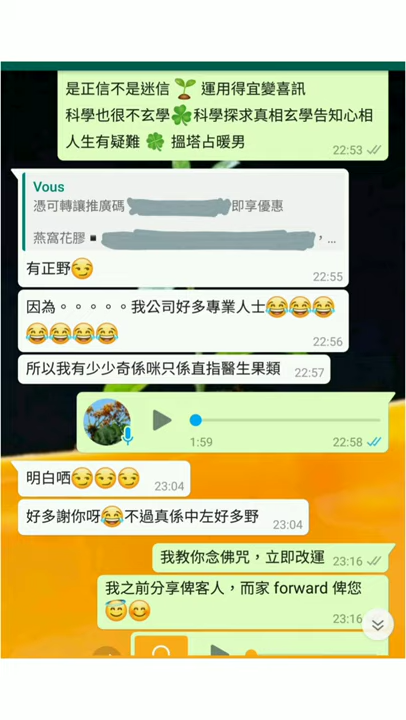 是正信不是迷信🌱 運用得宜變喜訊
科學也很不玄學🍀科學探求真相玄學告知心相
人生有疑難 🍀 搵塔占暖男
22:53
Vous
憑可轉讓推廣碼 即享優惠
燕窩花膠▪ ，...
有正野😏
22:55
因為。。。。。我公司好多專業人士😂😂😂
😂😂😂😂
22:56
所以我有少少奇係咪只係直指醫生果類 22:57
1:59 22:58
明白哂😏😏😏 23:04
好多謝你呀😂不過真係中左好多野 23:04
我教你念佛咒，立即改運 23:16
我之前分享俾客人，而家 forward 俾您
😇😊 23:16